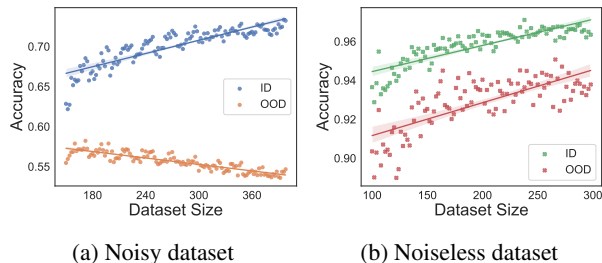 Accuracy
0.70
0.65
0.60
0.55
ID
OOD
180
240
300
360
Dataset Size
(a) Noisy dataset
Accuracy
0.96
0.94
0.92
0.90
ID
OOD
100
150
200
250
300
Dataset Size
(b) Noiseless dataset